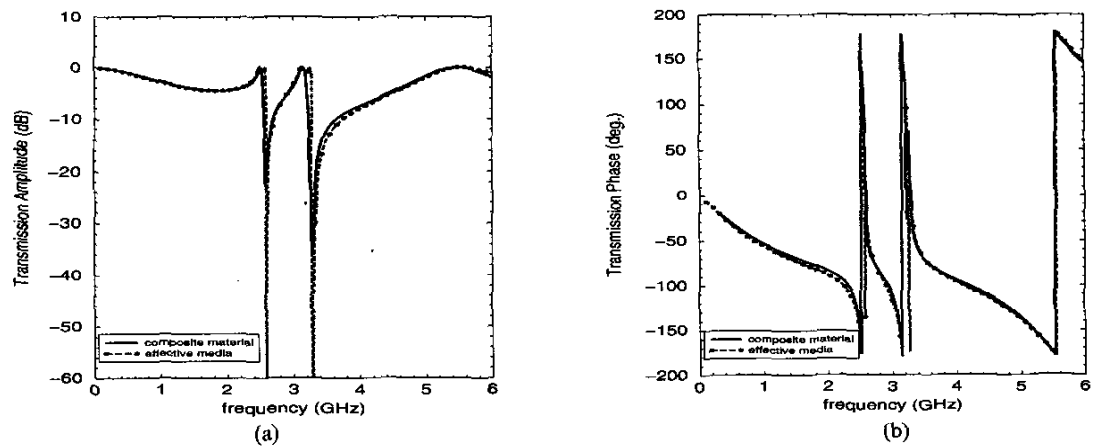 10
0
−10
−20
−30
−40
−50
−60
Transmission Amplitude (dB)
composite material
effective media
0 1 2 3 4 5 6
frequency (GHz)
(a)
200
150
100
50
0
−50
−100
−150
−200
Transmission Phase (deg.)
composite material
effective media
0 1 2 3 4 5 6
frequency (GHz)
(b)